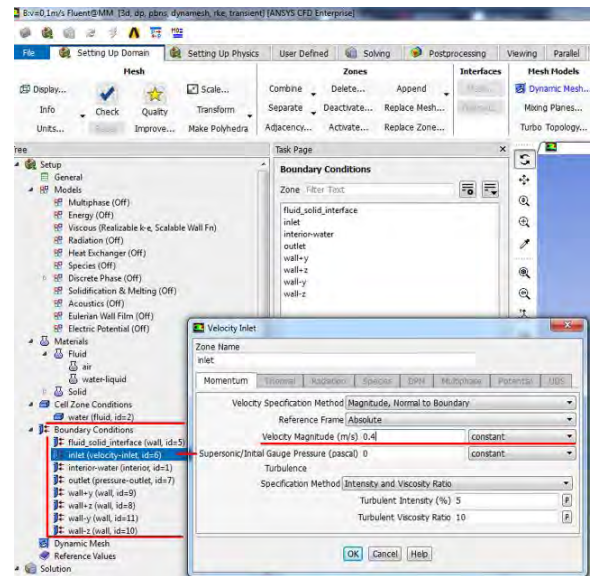 B:v=0,1m/s Fluent@MM [3d, dp, pbns, dynamesh, rke, transient] [ANSYS CFD Enterprise]
File Setting Up Domain Setting Up Physics User Defined Solving Postprocessing Viewing Parallel
Mesh Zones Interfaces Mesh Models
Display... Scale... Combine Delete... Append Dynamic Mesh...
Info Check Quality Transform Separate Deactivate... Replace Mesh... Mixing Planes...
Units... Improve... Make Polyhedra Adjacency... Activate... Replace Zone... Turbo Topology...
Tree
Setup
General
Models
Multiphase (Off)
Energy (Off)
Viscous (Realizable k-e, Scalable Wall Fn)
Radiation (Off)
Heat Exchanger (Off)
Species (Off)
Discrete Phase (Off)
Solidification & Melting (Off)
Acoustics (Off)
Eulerian Wall Film (Off)
Electric Potential (Off)
Materials
Fluid
air
water-liquid
Solid
Cell Zone Conditions
water (fluid, id=2)
Boundary Conditions
fluid_solid_interface (wall, id=5)
inlet (velocity-inlet, id=6)
interior-water (interior, id=1)
outlet (pressure-outlet, id=7)
wall+y (wall, id=9)
wall+z (wall, id=8)
wall-y (wall, id=11)
wall-z (wall, id=10)
Dynamic Mesh
Reference Values
Solution
Task Page
Boundary Conditions
Zone Filter Text
fluid_solid_interface
inlet
interior-water
outlet
wall+y
wall+z
wall-y
wall-z
Velocity Inlet
Zone Name
inlet
Momentum Thermal Radiation Species DPM Multiphase Potential UDS
Velocity Specification Method Magnitude, Normal to Boundary
Reference Frame Absolute
Velocity Magnitude (m/s) 0.4 constant
Supersonic/Initial Gauge Pressure (pascal) 0 constant
Turbulence
Specification Method Intensity and Viscosity Ratio
Turbulent Intensity (%) 5 P
Turbulent Viscosity Ratio 10 P
OK Cancel Help